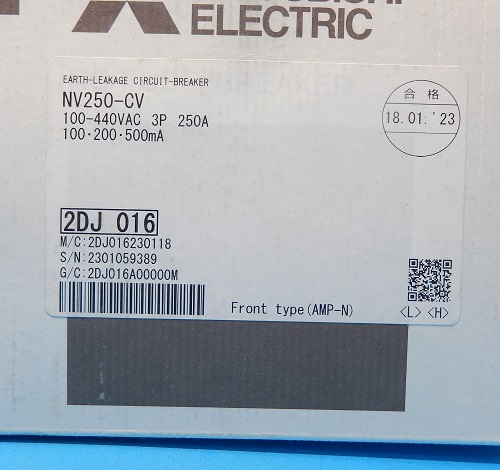 ELECTRIC
EARTH-LEAKAGE CIRCUIT-BREAKER
NV250-CV
100-440VAC 3P 250A
100·200·500mA
合格
18.01.'23
2DJ 016
M/C:2DJ016230118
S/N:2301059389
G/C:2DJ016A00000M
Front type(AMP-N)
<L> <H>